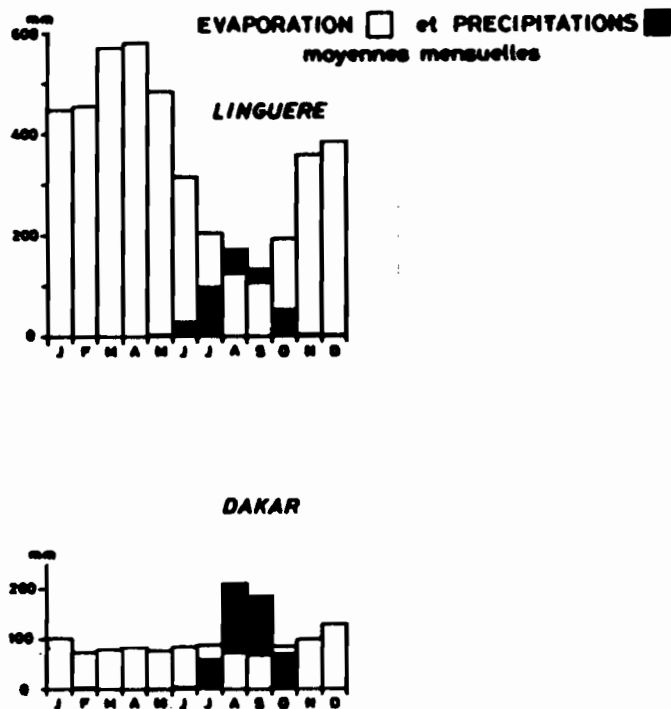 EVAPORATION et PRECIPITATIONS
moyennes mensuelles
LINGUERE
mm
600
400
200
0
J F M A M J J A S O N D
DAKAR
mm
200
100
0
J F M A M J J A S O N D